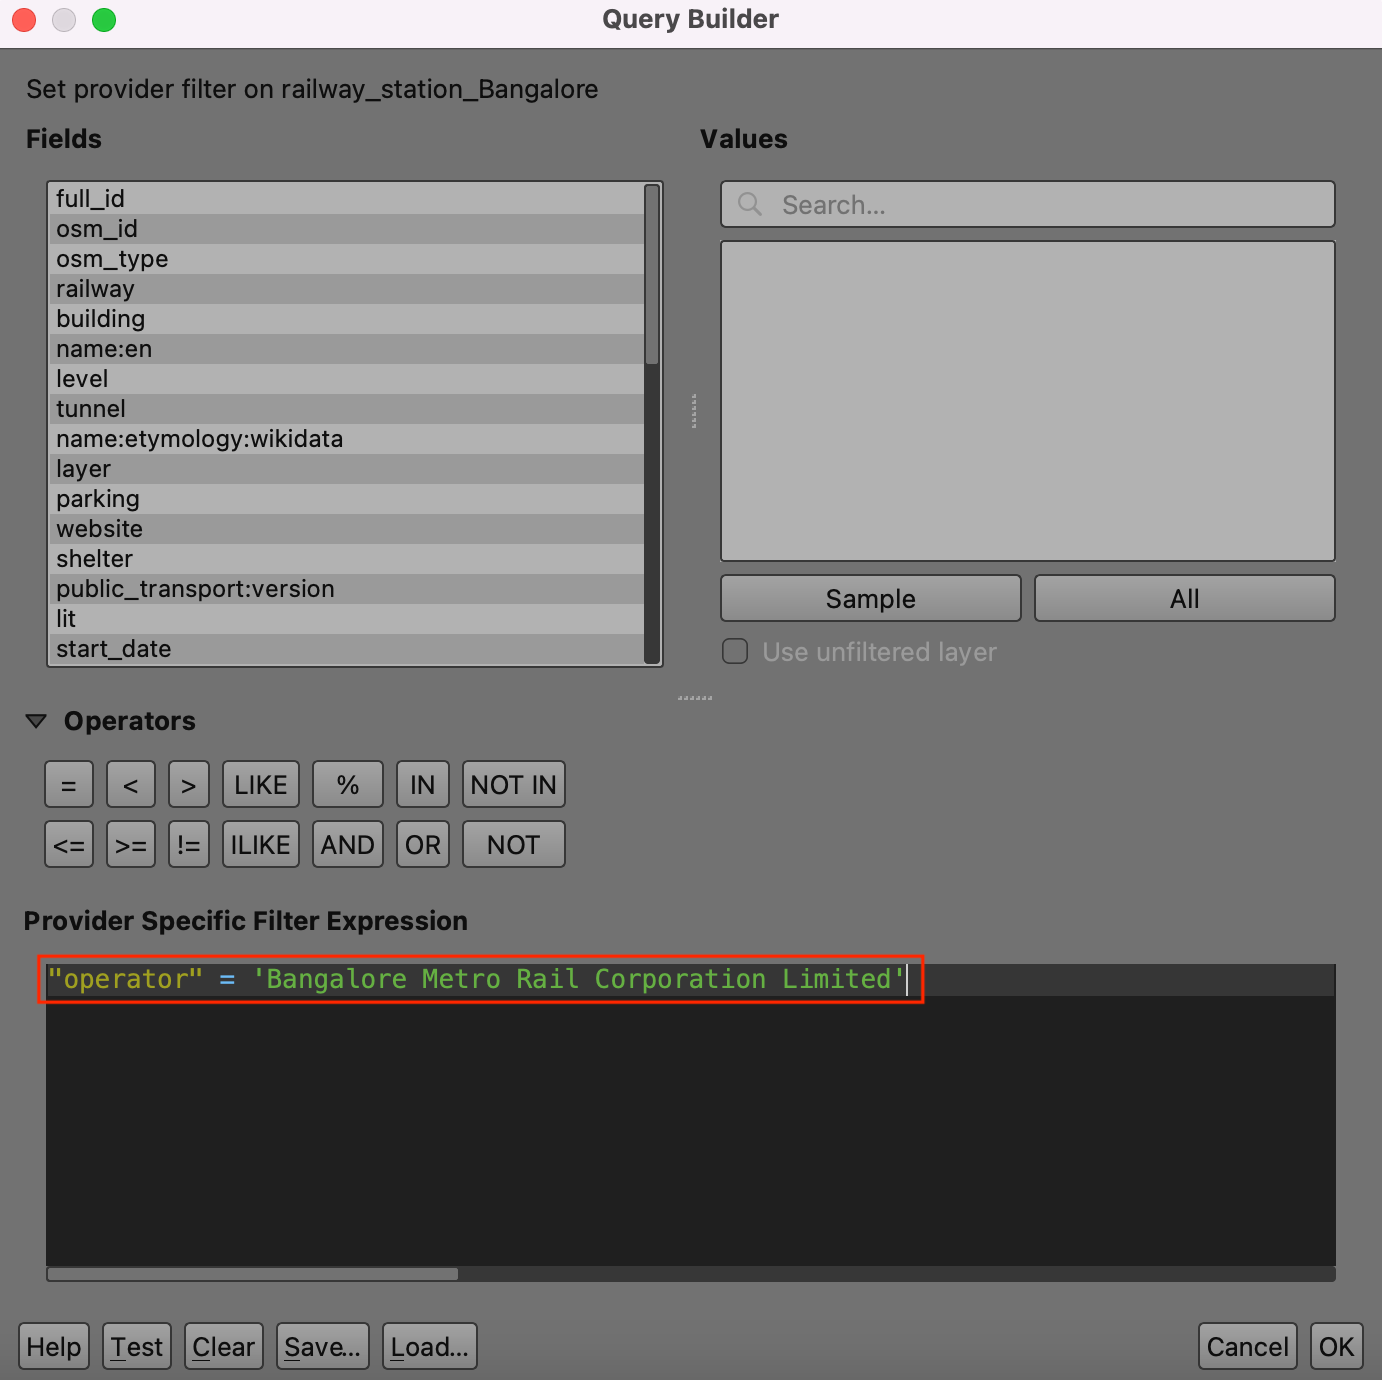 Query Builder
Set provider filter on railway_station_Bangalore
Fields
full_id
osm_id
osm_type
railway
building
name:en
level
tunnel
name:etymology:wikidata
layer
parking
website
shelter
public_transport:version
lit
start_date
Values
Search...
Sample All
Use unfiltered layer
Operators
= < > LIKE % IN NOT IN
<= >= != ILIKE AND OR NOT
Provider Specific Filter Expression
"operator" = 'Bangalore Metro Rail Corporation Limited'
Help Test Clear Save... Load... Cancel OK